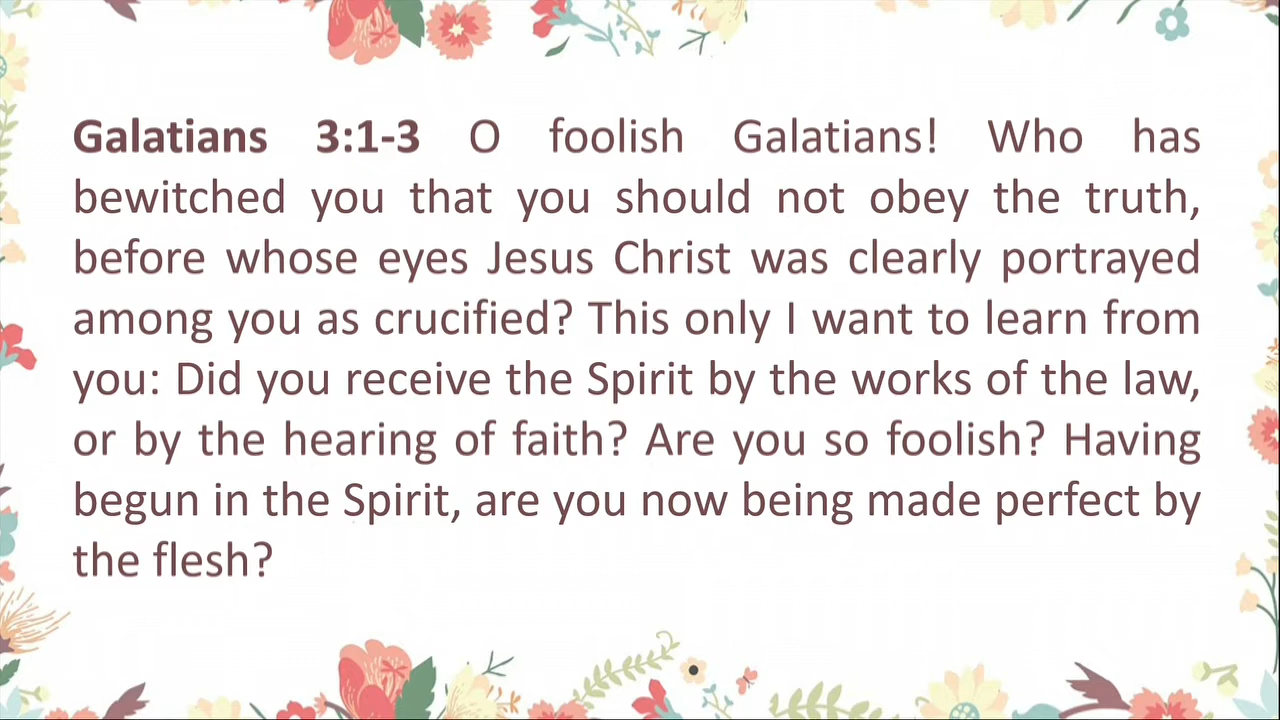 Galatians 3:1-3 O foolish Galatians! Who has
bewitched you that you should not obey the truth,
before whose eyes Jesus Christ was clearly portrayed
among you as crucified? This only I want to learn from
you: Did you receive the Spirit by the works of the law,
or by the hearing of faith? Are you so foolish? Having
begun in the Spirit, are you now being made perfect by
the flesh?